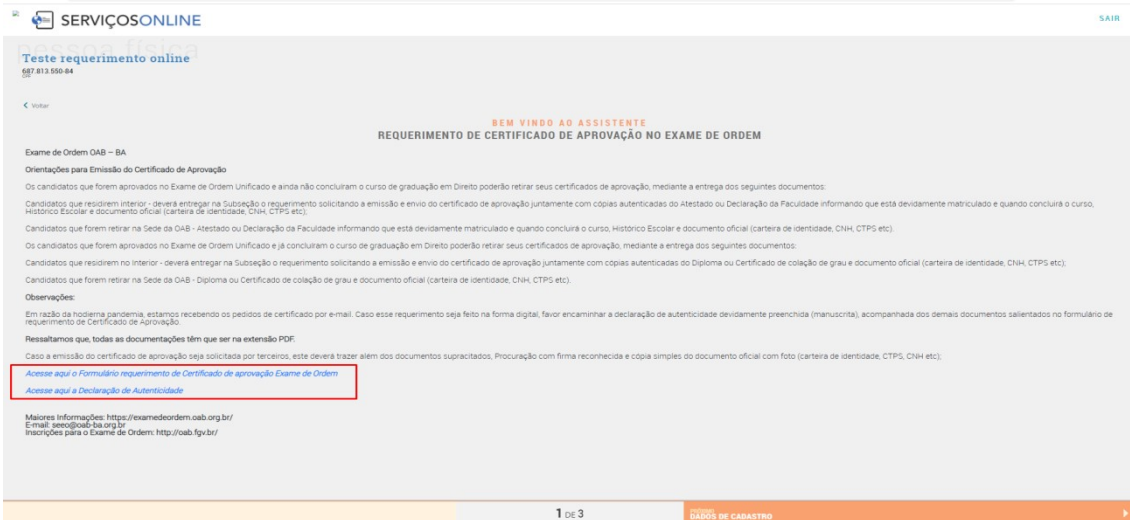 SERVIÇOSONLINE
SAIR
pessoa física
Teste requerimento online
687.813.550-84
Voltar
BEM VINDO AO ASSISTENTE
REQUERIMENTO DE CERTIFICADO DE APROVAÇÃO NO EXAME DE ORDEM
Exame de Ordem OAB – BA
Orientações para Emissão do Certificado de Aprovação
Os candidatos que forem aprovados no Exame de Ordem Unificado e ainda não concluíram o curso de graduação em Direito poderão retirar seus certificados de aprovação, mediante a entrega dos seguintes documentos:
Candidatos que residirem interior - deverá entregar na Subseção o requerimento solicitando a emissão e envio do certificado de aprovação juntamente com cópias autenticadas do Atestado ou Declaração da Faculdade informando que está devidamente matriculado e quando concluirá o curso,
Histórico Escolar e documento oficial (carteira de identidade, CNH, CTPS etc);
Candidatos que forem retirar na Sede da OAB - Atestado ou Declaração da Faculdade informando que está devidamente matriculado e quando concluirá o curso, Histórico Escolar e documento oficial (carteira de identidade, CNH, CTPS etc).
Os candidatos que forem aprovados no Exame de Ordem Unificado e já concluíram o curso de graduação em Direito poderão retirar seus certificados de aprovação, mediante a entrega dos seguintes documentos:
Candidatos que residirem no Interior - deverá entregar na Subseção o requerimento solicitando a emissão e envio do certificado de aprovação juntamente com cópias autenticadas do Diploma ou Certificado de colação de grau e documento oficial (carteira de identidade, CNH, CTPS etc);
Candidatos que forem retirar na Sede da OAB - Diploma ou Certificado de colação de grau e documento oficial (carteira de identidade, CNH, CTPS etc).
Observações:
Em razão da hodierna pandemia, estamos recebendo os pedidos de certificado por e-mail. Caso esse requerimento seja feito na forma digital, favor encaminhar a declaração de autenticidade devidamente preenchida (manuscrita), acompanhada dos demais documentos salientados no formulário de
requerimento de Certificado de Aprovação.
Ressaltamos que, todas as documentações têm que ser na extensão PDF.
Caso a emissão do certificado de aprovação seja solicitada por terceiros, este deverá trazer além dos documentos supracitados, Procuração com firma reconhecida e cópia simples do documento oficial com foto (carteira de identidade, CTPS, CNH etc);
Acesse aqui o Formulário requerimento de Certificado de aprovação Exame de Ordem
Acesse aqui a Declaração de Autenticidade
Maiores Informações: https://examedeordem.oab.org.br/
E-mail: seeo@oab-ba.org.br
Inscrições para o Exame de Ordem: http://oab.fgv.br/
1 DE 3
PRÓXIMO
DADOS DE CADASTRO